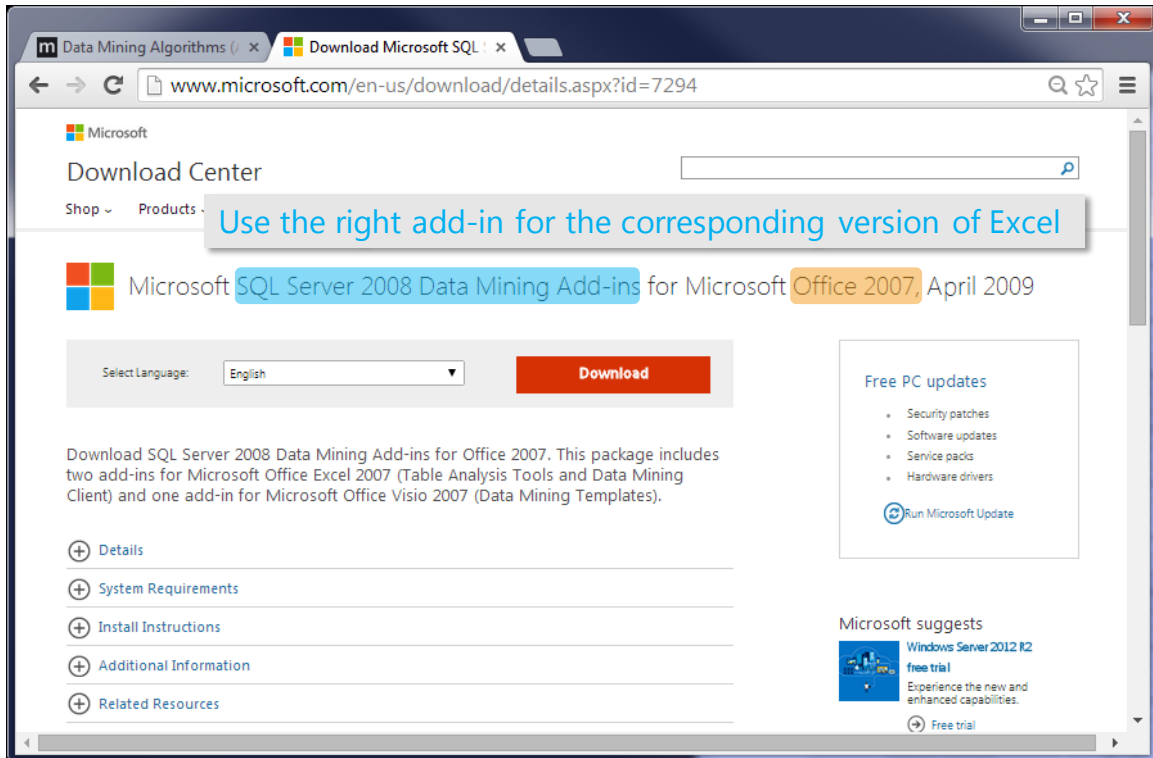 Data Mining Algorithms (
Download Microsoft SQL
www.microsoft.com/en-us/download/details.aspx?id=7294
Microsoft
Download Center
Shop
Products
Use the right add-in for the corresponding version of Excel
Microsoft SQL Server 2008 Data Mining Add-ins for Microsoft Office 2007, April 2009
Select Language:
English
Download
Download SQL Server 2008 Data Mining Add-ins for Office 2007. This package includes
two add-ins for Microsoft Office Excel 2007 (Table Analysis Tools and Data Mining
Client) and one add-in for Microsoft Office Visio 2007 (Data Mining Templates).
Details
System Requirements
Install Instructions
Additional Information
Related Resources
Free PC updates
Security patches
Software updates
Service packs
Hardware drivers
Run Microsoft Update
Microsoft suggests
Windows Server 2012 R2
free trial
Experience the new and
enhanced capabilities.
Free trial